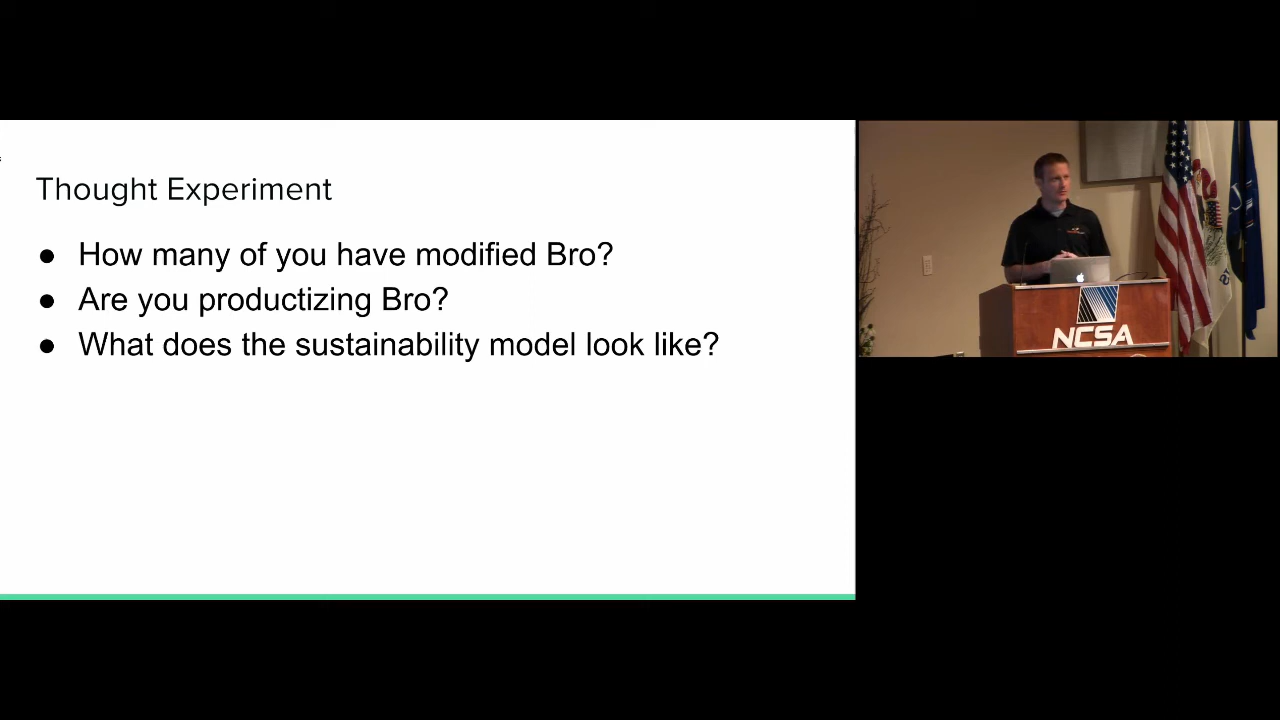 Thought Experiment
● How many of you have modified Bro?
● Are you productizing Bro?
● What does the sustainability model look like?
NCSA